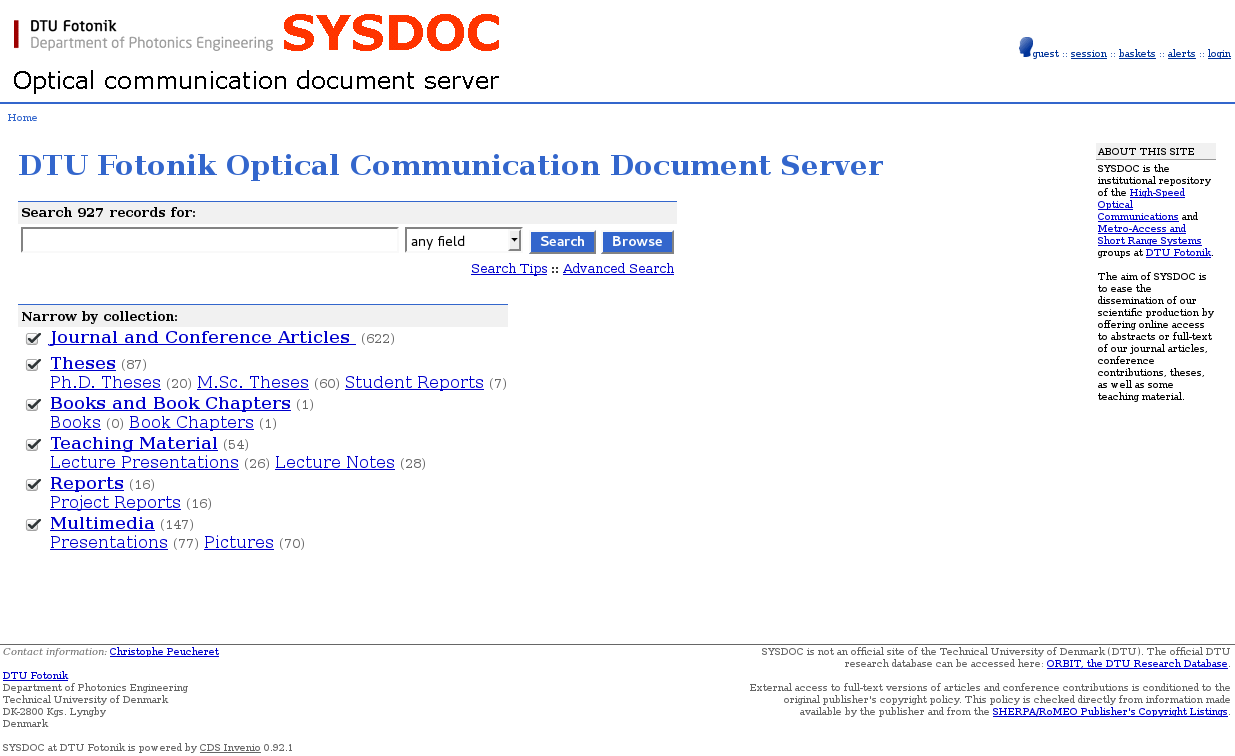 DTU Fotonik
Department of Photonics Engineering
SYSDOC
Optical communication document server
guest :: session :: baskets :: alerts :: login
Home
DTU Fotonik Optical Communication Document Server
Search 927 records for:
any field
Search
Browse
Search Tips :: Advanced Search
Narrow by collection:
Journal and Conference Articles (622)
Theses (87)
Ph.D. Theses (20) M.Sc. Theses (60) Student Reports (7)
Books and Book Chapters (1)
Books (0) Book Chapters (1)
Teaching Material (54)
Lecture Presentations (26) Lecture Notes (28)
Reports (16)
Project Reports (16)
Multimedia (147)
Presentations (77) Pictures (70)
ABOUT THIS SITE
SYSDOC is the
institutional repository
of the High-Speed
Optical
Communications and
Metro-Access and
Short Range Systems
groups at DTU Fotonik.
The aim of SYSDOC is
to ease the
dissemination of our
scientific production by
offering online access
to abstracts or full-text
of our journal articles,
conference
contributions, theses,
as well as some
teaching material.
Contact information: Christophe Peucheret
DTU Fotonik
Department of Photonics Engineering
Technical University of Denmark
DK-2800 Kgs. Lyngby
Denmark
SYSDOC at DTU Fotonik is powered by CDS Invenio 0.92.1
SYSDOC is not an official site of the Technical University of Denmark (DTU). The official DTU
research database can be accessed here: ORBIT, the DTU Research Database.
External access to full-text versions of articles and conference contributions is conditioned to the
original publisher's copyright policy. This policy is checked directly from information made
available by the publisher and from the SHERPA/RoMEO Publisher's Copyright Listings.